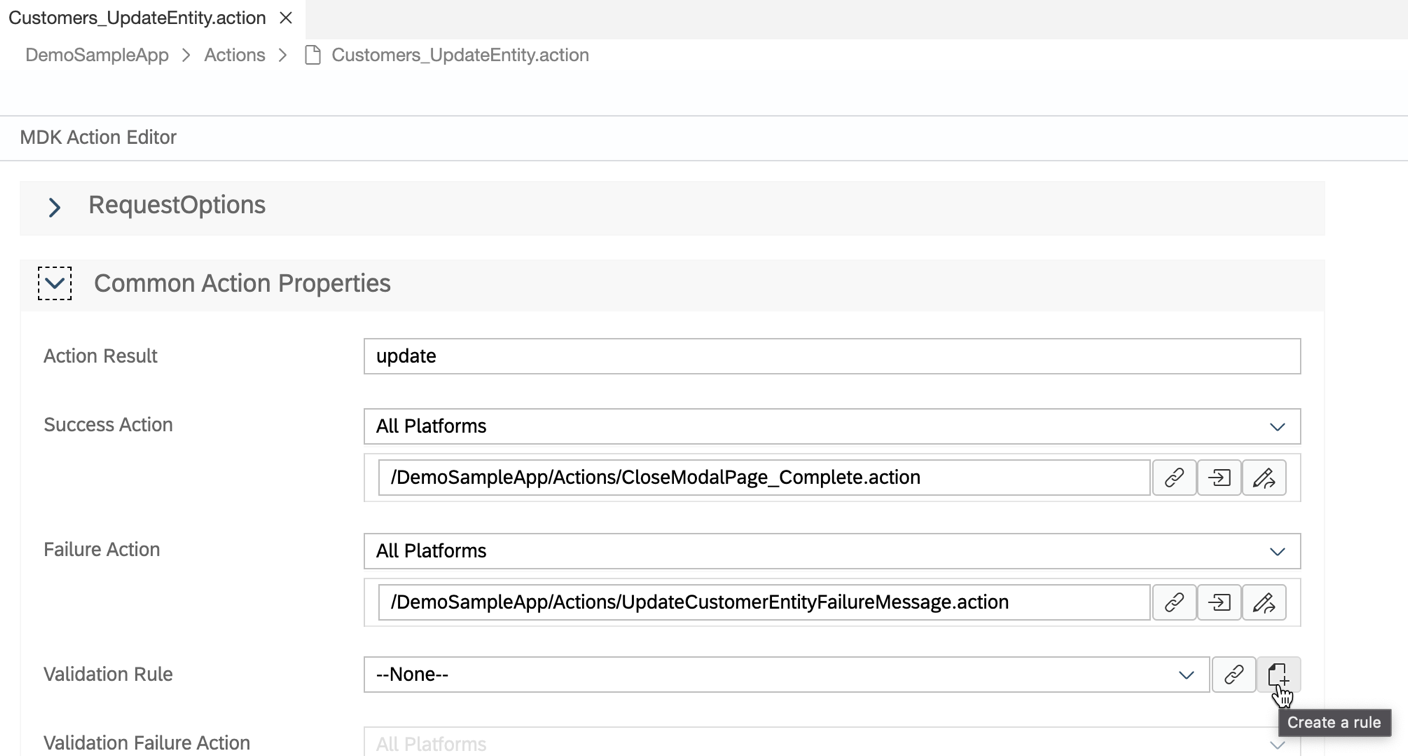 Customers_UpdateEntity.action
DemoSampleApp > Actions > Customers_UpdateEntity.action
MDK Action Editor
RequestOptions
Common Action Properties
Action Result update
Success Action All Platforms
/DemoSampleApp/Actions/CloseModalPage_Complete.action
Failure Action All Platforms
/DemoSampleApp/Actions/UpdateCustomerEntityFailureMessage.action
Validation Rule --None--
Create a rule
Validation Failure Action All Platforms